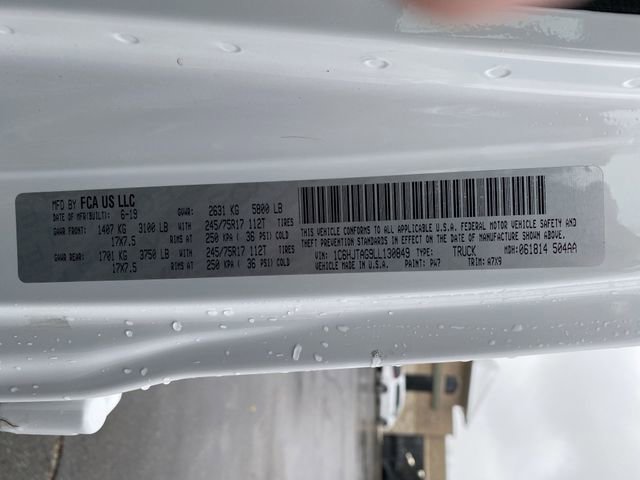 MFD BY FCA US LLC
DATE OF MFR(BUILT): 6-19 GVWR: 2631 KG 5800 LB
GAWR FRONT: 1407 KG 3100 LB WITH 245/75R17 112T TIRES
17X7.5 RIMS AT 250 KPA ( 36 PSI) COLD
GAWR REAR: 1701 KG 3750 LB WITH 245/75R17 112T TIRES
17X7.5 RIMS AT 250 KPA ( 36 PSI) COLD
THIS VEHICLE CONFORMS TO ALL APPLICABLE U.S.A. FEDERAL MOTOR VEHICLE SAFETY
AND THEFT PREVENTION STANDARDS IN EFFECT ON THE DATE OF MANUFACTURE SHOWN ABOVE.
VIN: 1C6HJTAG9LL130849 TYPE: TRUCK MDH: 061814 504AA
VEHICLE MADE IN U.S.A. PAINT: PW7 TRIM: A7X9